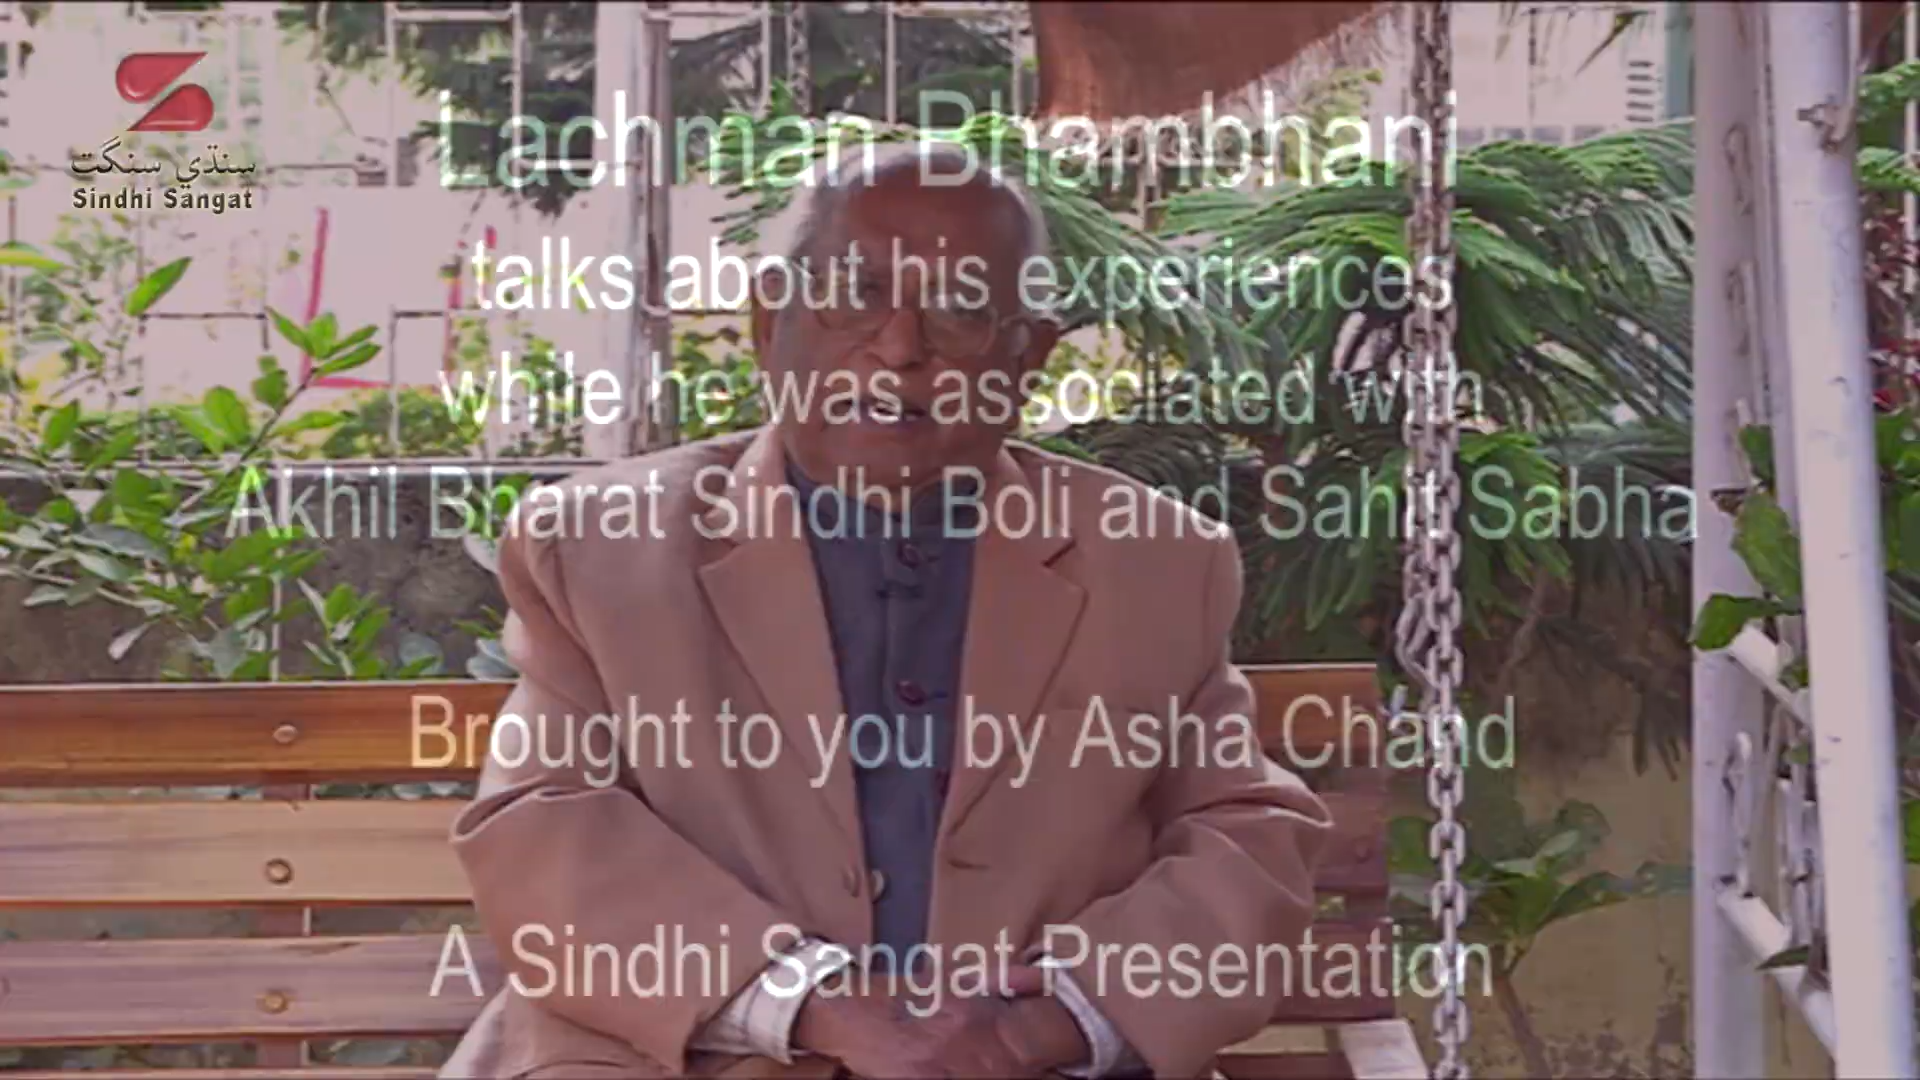 سنڌي سنگت
Sindhi Sangat
Lachman Bhambhani
talks about his experiences
while he was associated with
Akhil Bharat Sindhi Boli and Sahit Sabha
Brought to you by Asha Chand
A Sindhi Sangat Presentation